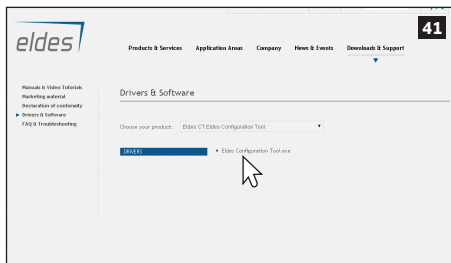 41
eldes
Products & Services Application Areas Company News & Events Downloads & Support
Manuals & Video Tutorials
Marketing material
Declaration of conformity
Drivers & Software
FAQ & Troubleshooting
Drivers & Software
Choose your product: Eldes CT Eldes Configuration Tool
DRIVERS
Eldes Configuration Tool.exe